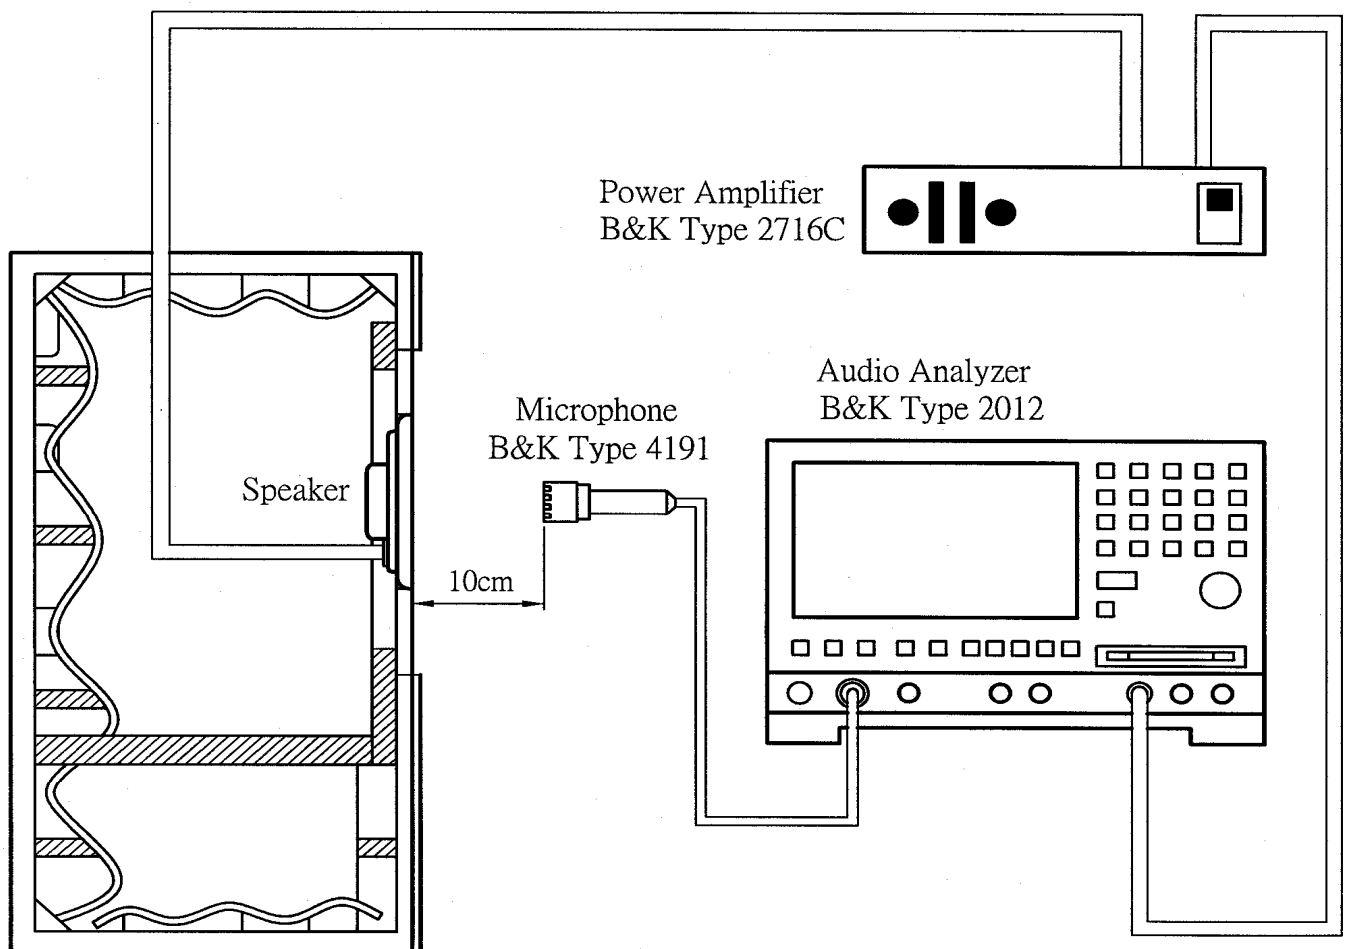 Power Amplifier
B&K Type 2716C
Audio Analyzer
B&K Type 2012
Microphone
B&K Type 4191
Speaker
10cm